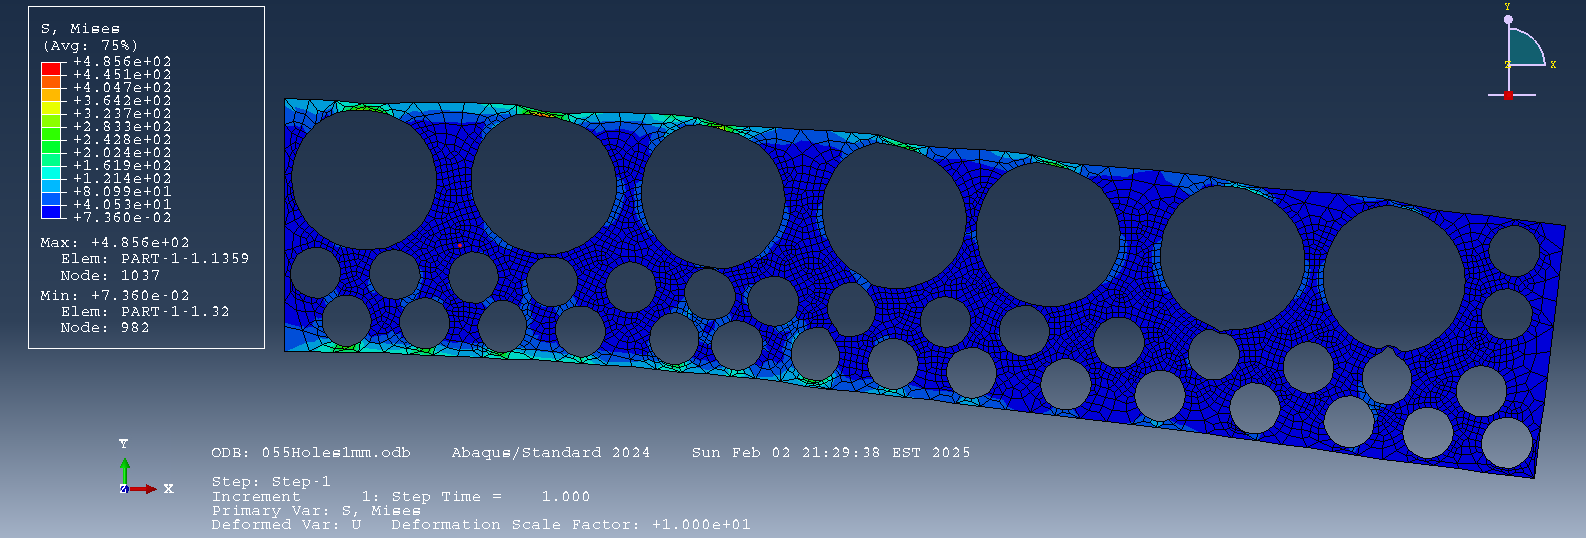 S, Mises
(Avg: 75%)
+4.856e+02
+4.451e+02
+4.047e+02
+3.642e+02
+3.237e+02
+2.833e+02
+2.428e+02
+2.024e+02
+1.619e+02
+1.214e+02
+8.099e+01
+4.053e+01
+7.360e-02
Max: +4.856e+02
Elem: PART-1-1.1359
Node: 1037
Min: +7.360e-02
Elem: PART-1-1.32
Node: 982
Y
Z X
Y
Z X
ODB: 055Holes1mm.odb Abaqus/Standard 2024 Sun Feb 02 21:29:38 EST 2025
Step: Step-1
Increment 1: Step Time = 1.000
Primary Var: S, Mises
Deformed Var: U Deformation Scale Factor: +1.000e+01